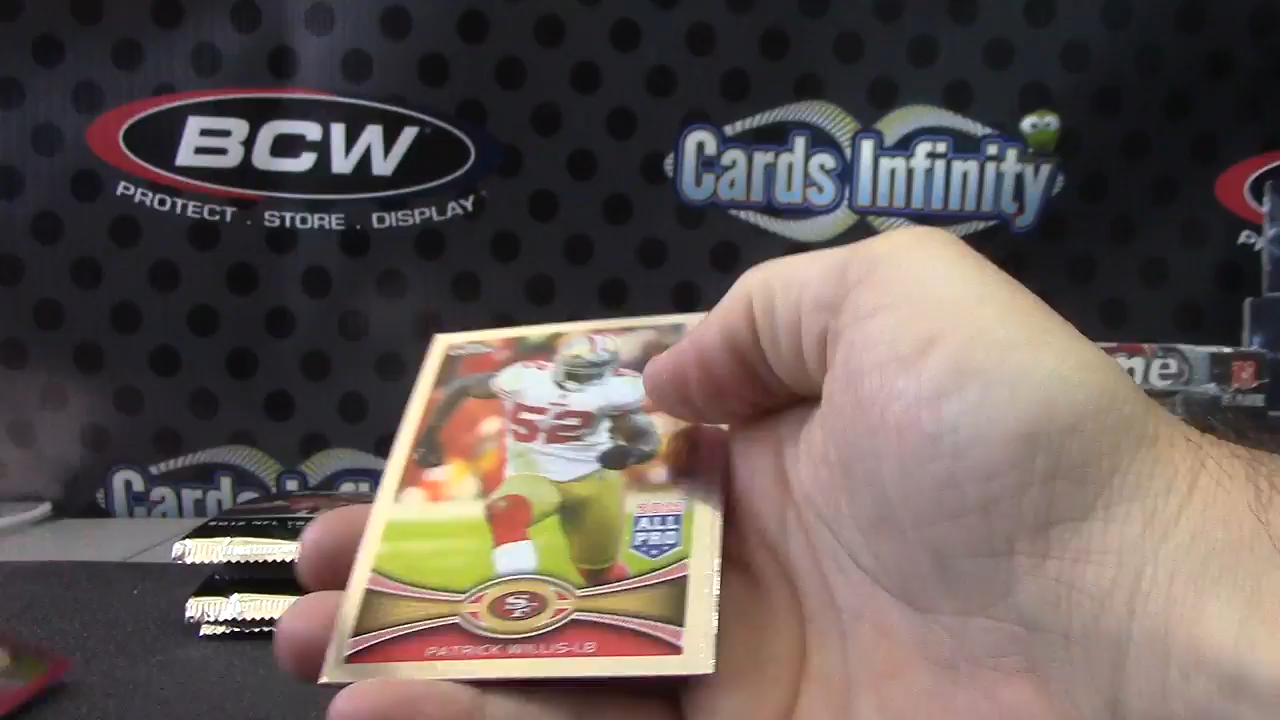 BCW
PROTECT . STORE . DISPLAY
Cards Infinity
52
ALL
PRO
SF
PATRICK WILLIS-LB